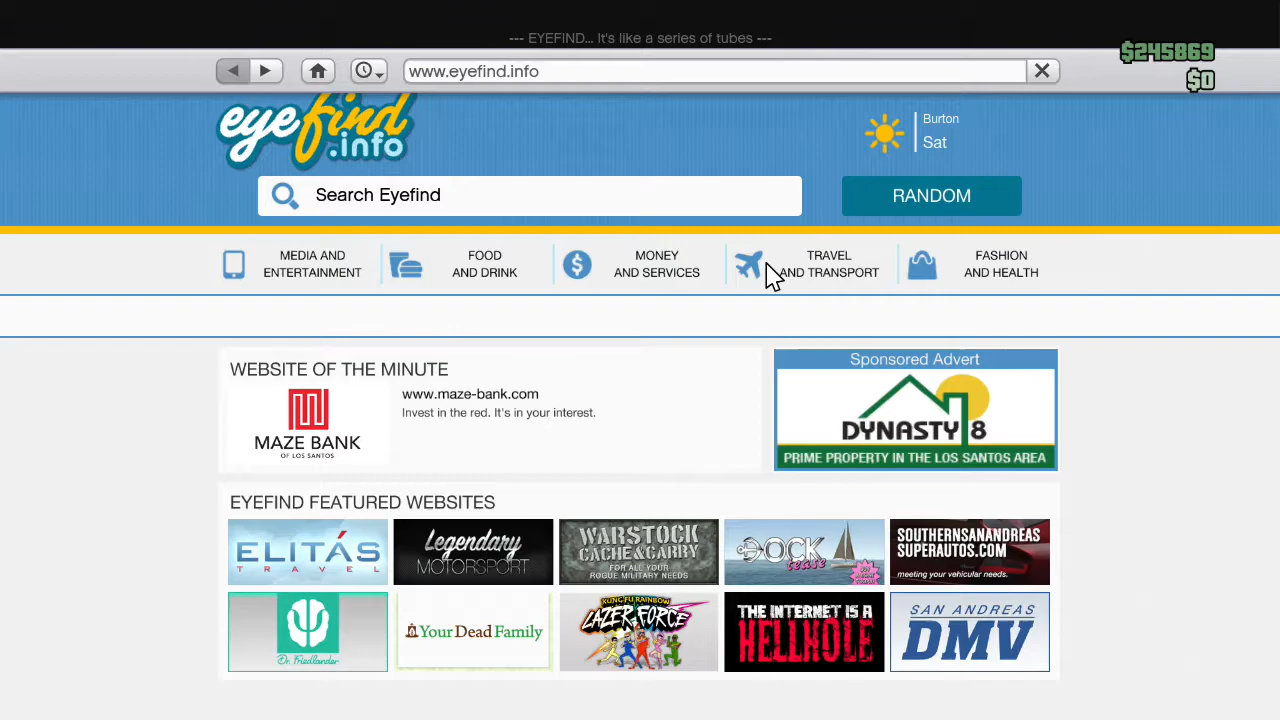 --- EYEFIND... It's like a series of tubes ---
$245869
www.eyefind.info
$0
eyefind.info
Burton
Sat
Search Eyefind
RANDOM
MEDIA AND
ENTERTAINMENT
FOOD
AND DRINK
MONEY
AND SERVICES
TRAVEL
AND TRANSPORT
FASHION
AND HEALTH
WEBSITE OF THE MINUTE
MAZE BANK
OF LOS SANTOS
www.maze-bank.com
Invest in the red. It's in your interest.
Sponsored Advert
DYNASTY 8
PRIME PROPERTY IN THE LOS SANTOS AREA
EYEFIND FEATURED WEBSITES
ELITÁS
TRAVEL
Legendary
MOTORSPORT
WARSTOCK
CACHE & CARRY
FOR ALL YOUR
ROGUE MILITARY NEEDS
DOCK
tease
SOUTHERNSANANDREAS
SUPERAUTOS.COM
meeting your vehicular needs.
Dr. Friedlander
Your Dead Family
KUNG FU RAINBOW
LAZER FORCE
THE INTERNET IS A
HELLHOLE
SAN ANDREAS
DMV